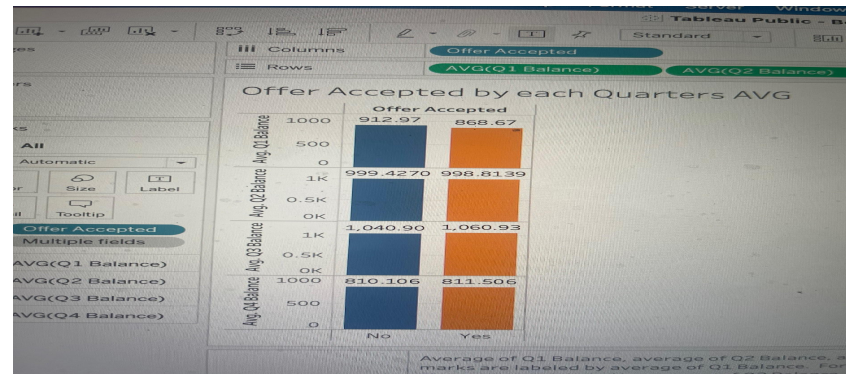 Server Window
Tableau Public - B
Standard
Columns Offer Accepted
Rows AVG(Q1 Balance) AVG(Q2 Balance)
Offer Accepted by each Quarters AVG
Offer Accepted
All
Automatic
Size Label
Tooltip
Offer Accepted
Multiple fields
AVG(Q1 Balance)
AVG(Q2 Balance)
AVG(Q3 Balance)
AVG(Q4 Balance)
Avg. Q1 Balance
1000
500
0
912.97 868.67
Avg. Q2 Balance
1K
0.5K
0K
999.4270 998.8139
Avg. Q3 Balance
1K
0.5K
0K
1,040.90 1,060.93
Avg. Q4 Balance
1000
500
0
810.106 811.506
No Yes
Average of Q1 Balance, average of Q2 Balance, a
marks are labeled by average of Q1 Balance. For